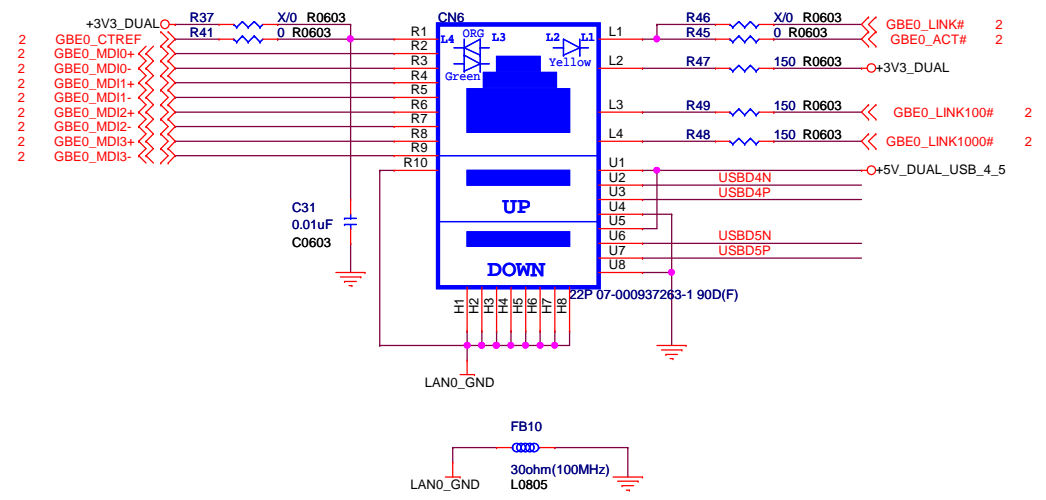 +3V3_DUAL R37 X/0 R0603
2 GBE0_CTREF R41 0 R0603
2 GBE0_MDI0+
2 GBE0_MDI0-
2 GBE0_MDI1+
2 GBE0_MDI1-
2 GBE0_MDI2+
2 GBE0_MDI2-
2 GBE0_MDI3+
2 GBE0_MDI3-
R1
R2
R3
R4
R5
R6
R7
R8
R9
R10
CN6
ORG
L4 L3 L2 L1
Green Yellow
UP
DOWN
22P 07-000937263-1 90D(F)
L1
L2
L3
L4
U1
U2
U3
U4
U5
U6
U7
U8
R46 X/0 R0603 GBE0_LINK# 2
R45 0 R0603 GBE0_ACT# 2
R47 150 R0603 +3V3_DUAL
R49 150 R0603 GBE0_LINK100# 2
R48 150 R0603 GBE0_LINK1000# 2
+5V_DUAL_USB_4_5
USBD4N
USBD4P
USBD5N
USBD5P
C31
0.01uF
C0603
H1 H2 H3 H4 H5 H6 H7 H8
LAN0_GND
FB10
30ohm(100MHz)
LAN0_GND L0805